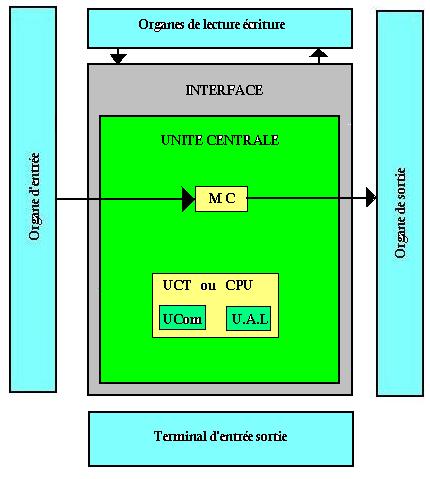 Organes de lecture écriture
INTERFACE
UNITE CENTRALE
Organe d'entrée
M C
Organe de sortie
UCT ou CPU
UCom
U.A.L
Terminal d'entrée sortie